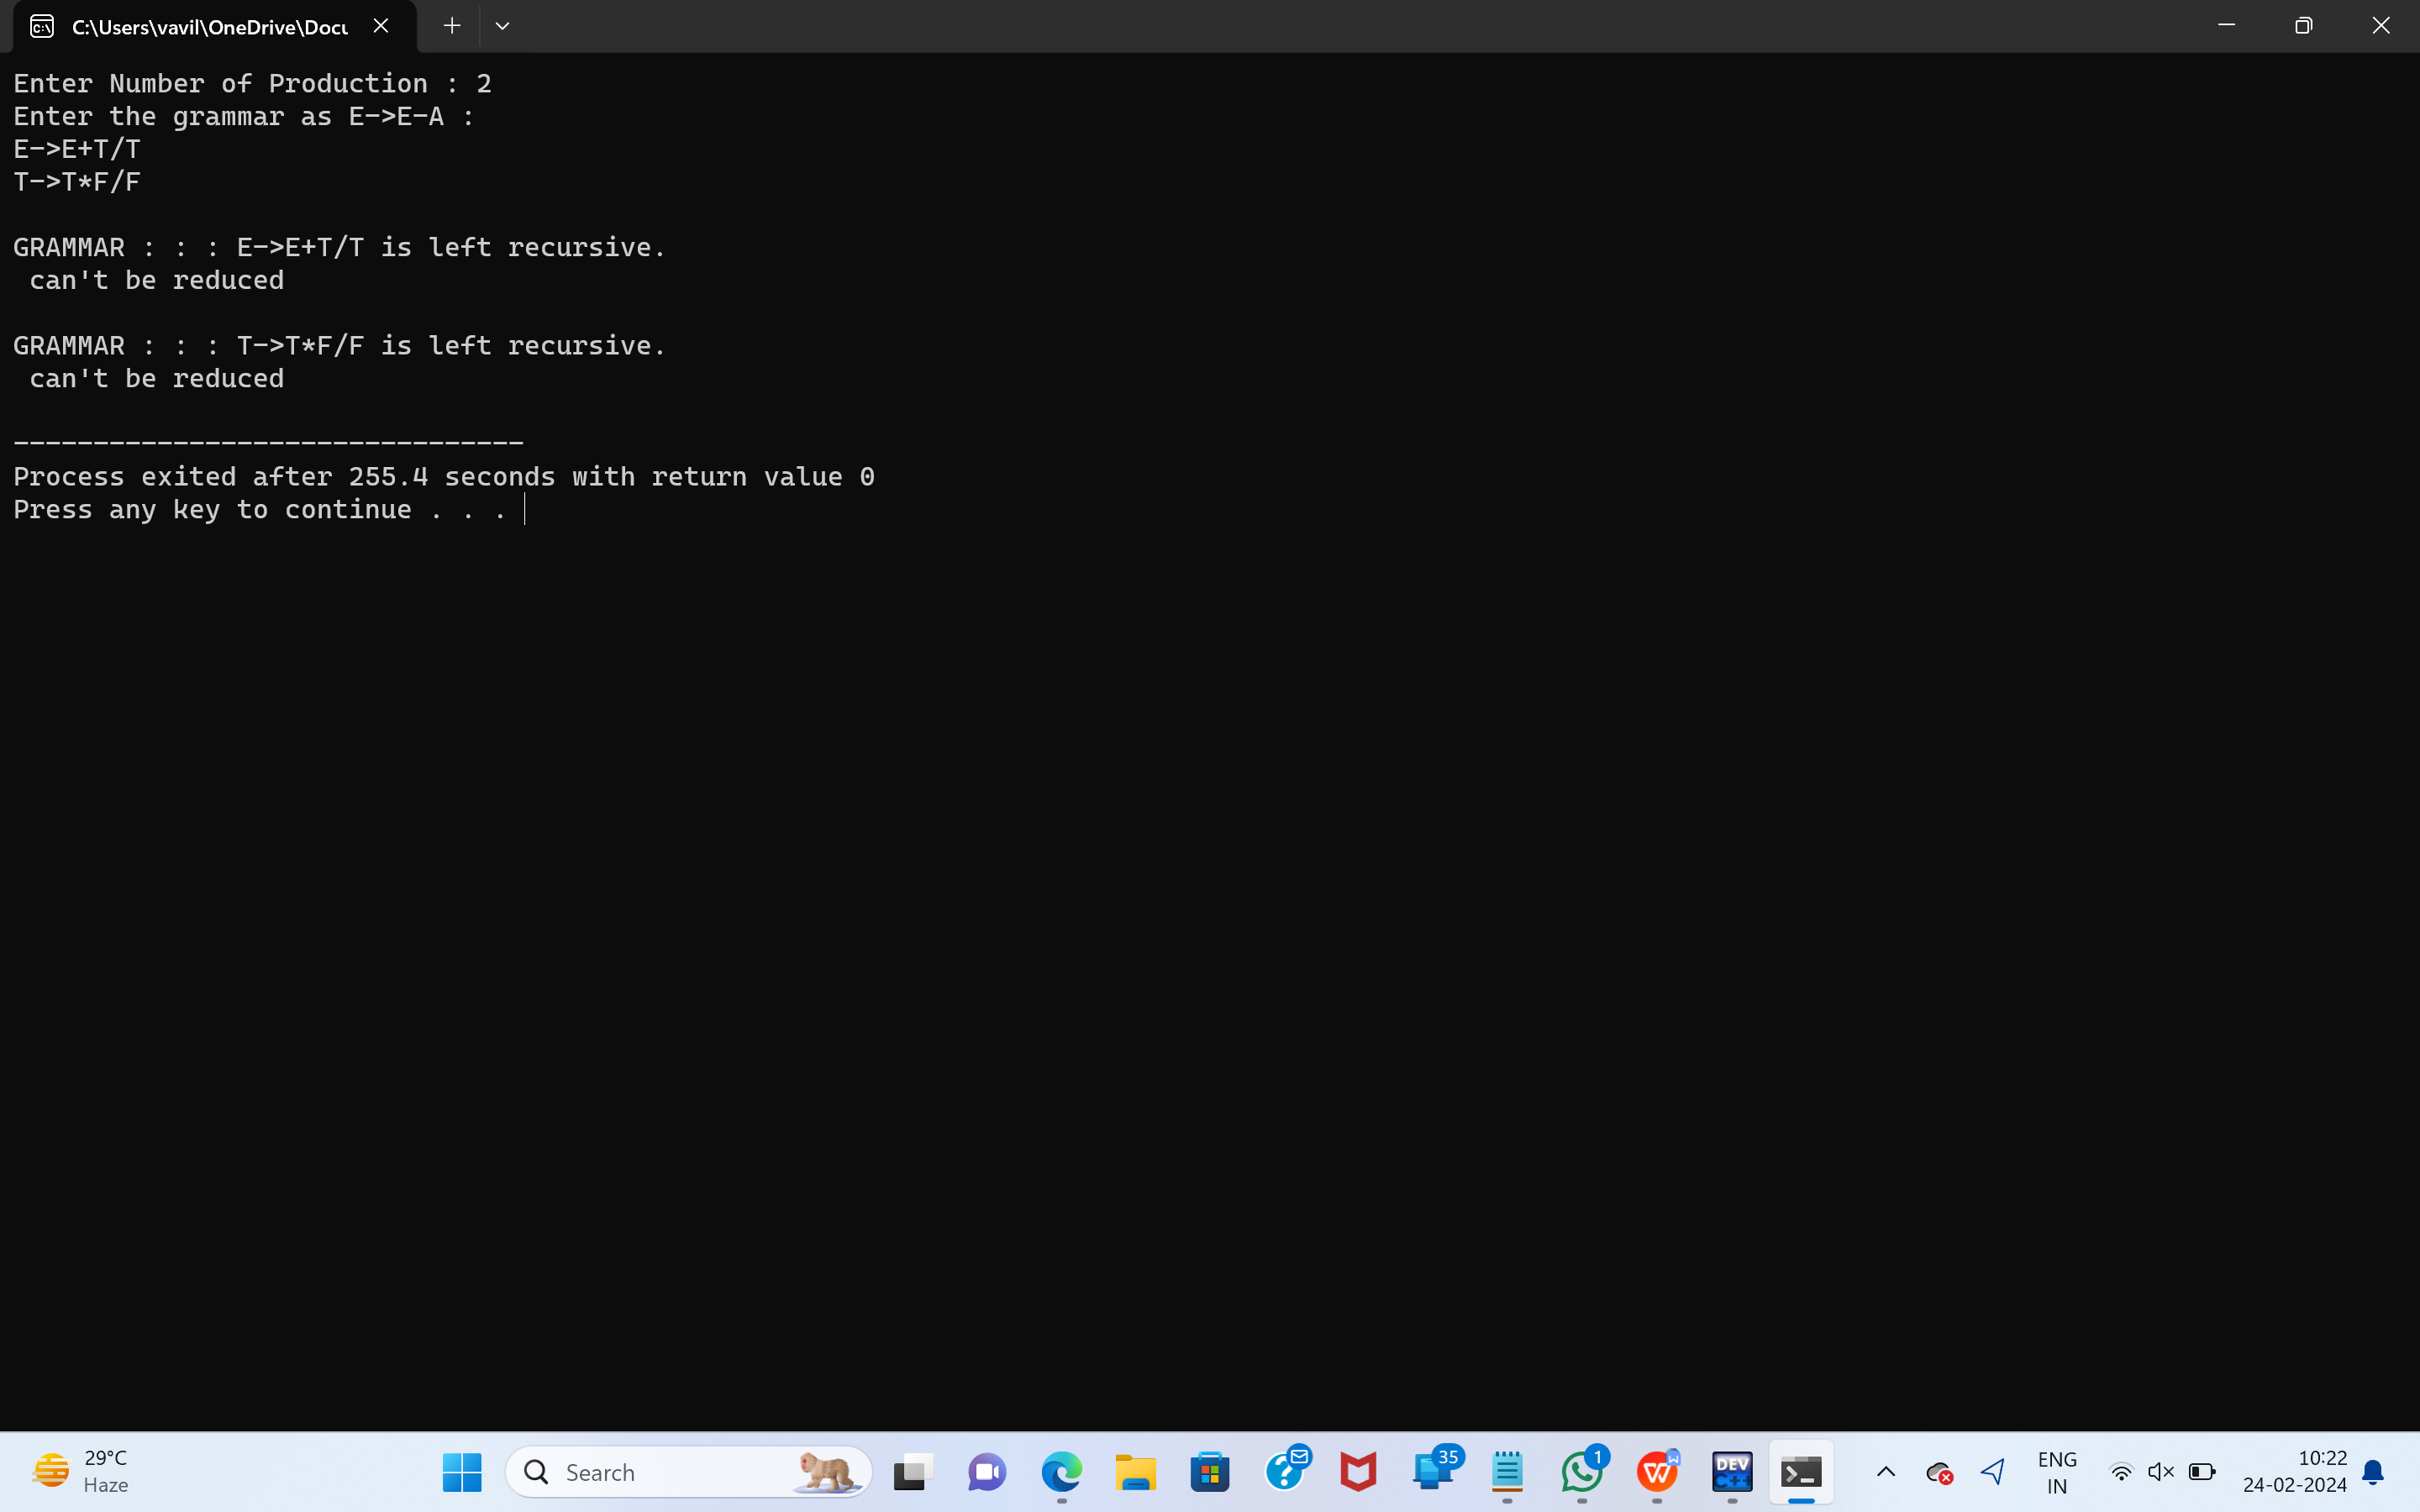 C:\Users\vavil\OneDrive\Docu
Enter Number of Production : 2
Enter the grammar as E->E-A :
E->E+T/T
T->T*F/F
GRAMMAR : : : E->E+T/T is left recursive.
 can't be reduced
GRAMMAR : : : T->T*F/F is left recursive.
 can't be reduced
--------------------------------
Process exited after 255.4 seconds with return value 0
Press any key to continue . . .
29°C
Haze
Search
35
1
W
DEV
C++
ENG
IN
10:22
24-02-2024